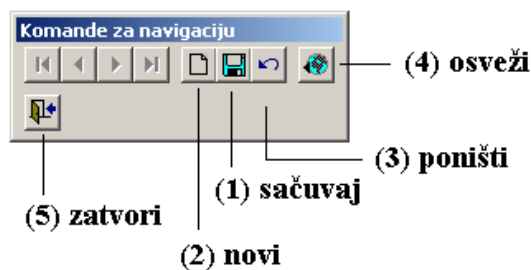 Komande za navigaciju
(4) osveži
(3) poništi
(1) sačuvaj
(5) zatvori
(2) novi